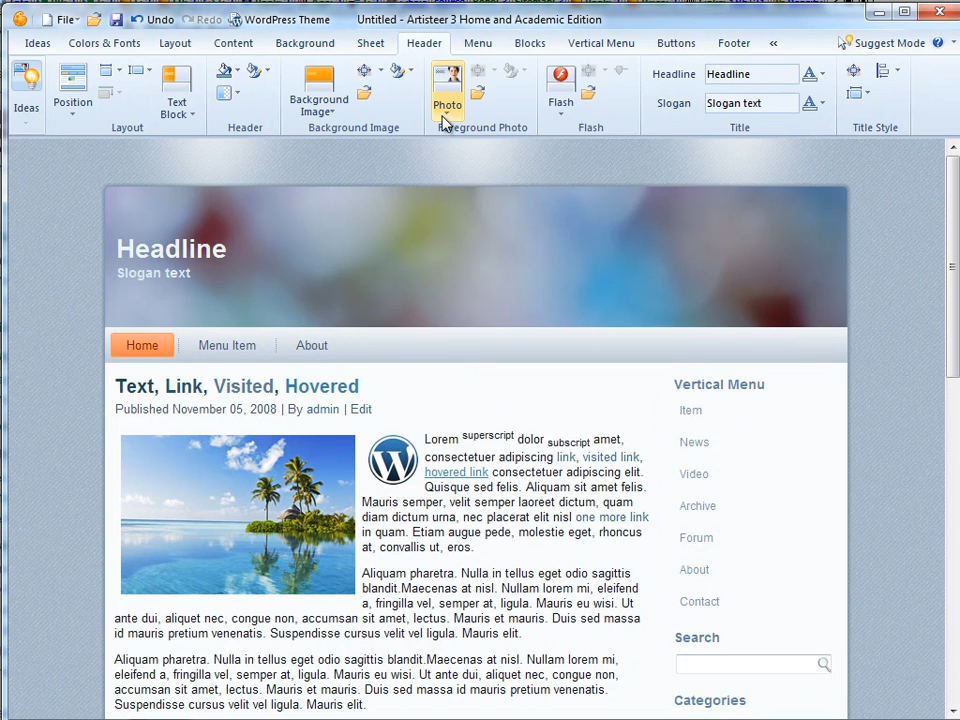 File Undo Redo WordPress Theme Untitled - Artisteer 3 Home and Academic Edition
Ideas Colors & Fonts Layout Content Background Sheet Header Menu Blocks Vertical Menu Buttons Footer « Suggest Mode
Ideas
Position
Text
Block
Layout
Header
Background
Image
Background Image
Photo
Foreground Photo
Flash
Flash
Headline Headline
Slogan Slogan text
Title
Title Style
Headline
Slogan text
Home Menu Item About
Text, Link, Visited, Hovered
Published November 05, 2008 | By admin | Edit
Lorem superscript dolor subscript amet,
consectetuer adipiscing link, visited link,
hovered link consectetuer adipiscing elit.
Quisque sed felis. Aliquam sit amet felis.
Mauris semper, velit semper laoreet dictum, quam
diam dictum urna, nec placerat elit nisl one more link
in quam. Etiam augue pede, molestie eget, rhoncus
at, convallis ut, eros.
Aliquam pharetra. Nulla in tellus eget odio sagittis
blandit.Maecenas at nisl. Nullam lorem mi, eleifend
a, fringilla vel, semper at, ligula. Mauris eu wisi. Ut
ante dui, aliquet nec, congue non, accumsan sit amet, lectus. Mauris et mauris. Duis sed massa
id mauris pretium venenatis. Suspendisse cursus velit vel ligula. Mauris elit.
Aliquam pharetra. Nulla in tellus eget odio sagittis blandit.Maecenas at nisl. Nullam lorem mi,
eleifend a, fringilla vel, semper at, ligula. Mauris eu wisi. Ut ante dui, aliquet nec, congue non,
accumsan sit amet, lectus. Mauris et mauris. Duis sed massa id mauris pretium venenatis.
Suspendisse cursus velit vel ligula. Mauris elit.
Vertical Menu
Item
News
Video
Archive
Forum
About
Contact
Search
Categories